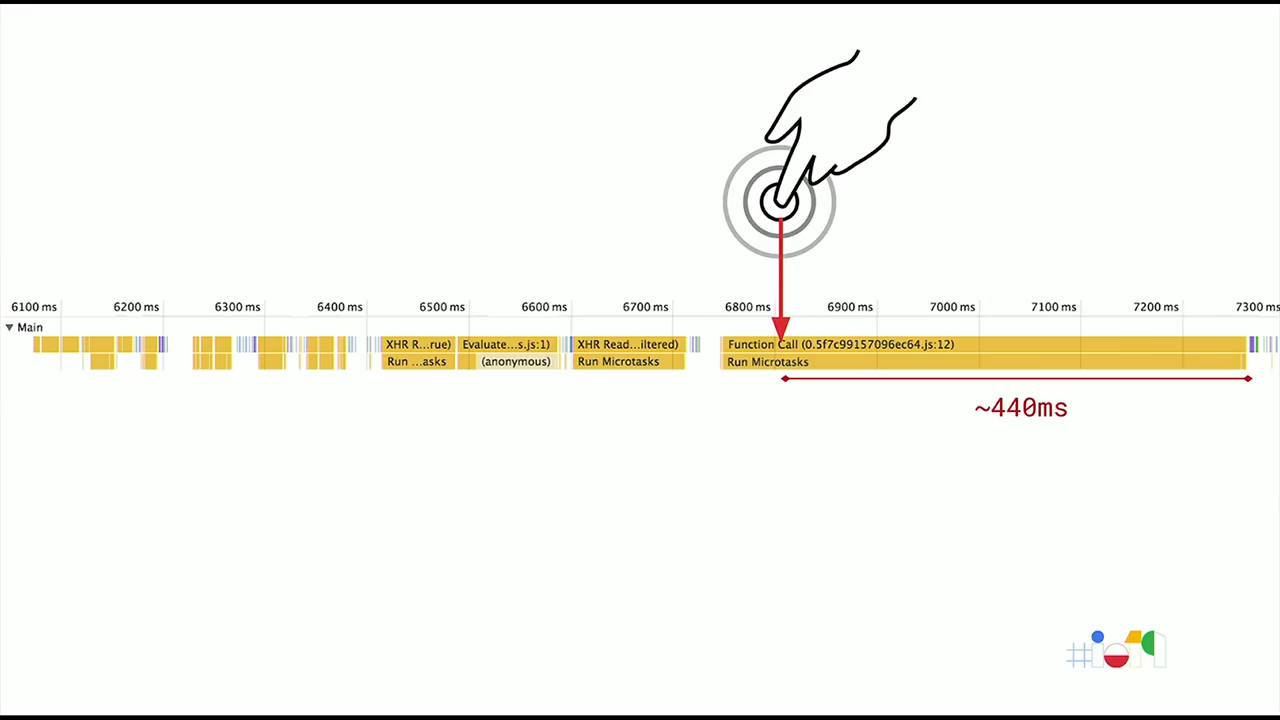 6100 ms 6200 ms 6300 ms 6400 ms 6500 ms 6600 ms 6700 ms 6800 ms 6900 ms 7000 ms 7100 ms 7200 ms 7300 ms
▼ Main
XHR R...rue) Evaluate...s.js:1) XHR Read...iltered) Function Call (0.5f7c99157096ec64.js:12)
Run ...asks (anonymous) Run Microtasks Run Microtasks
~440ms
#io19